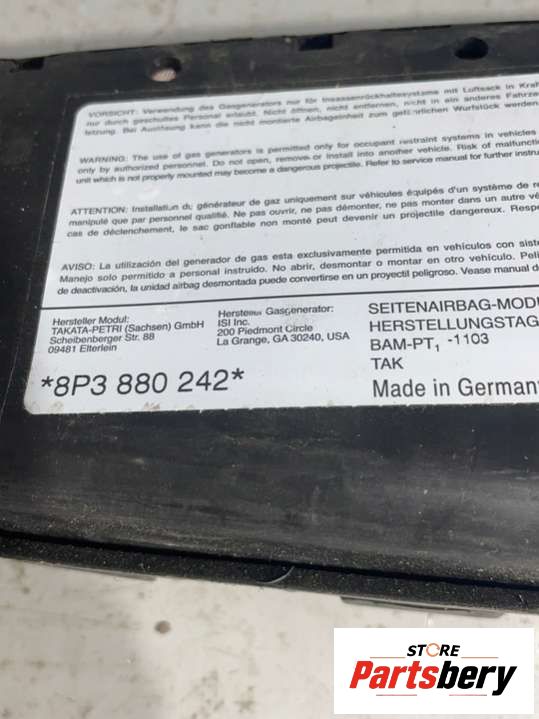 VORSICHT: Verwendung des Gasgenerators nur für Insassenrückhaltesysteme mit Luftsack in Kraf
nur durch geschultes Personal erlaubt. Nicht öffnen, nicht entfernen, nicht in ein anderes Fahrze
letzung. Bei Auslösung kann die nicht montierte Airbageinheit zum gefährlichen Wurfstück werden.
WARNING: The use of gas generators is permitted only for occupant restraint systems in vehicles
only by authorized personnel. Do not open, remove or install into another vehicle. Risk of malfunction
unit which is not properly mounted may become a dangerous projectile. Refer to service manual for further instru
ATTENTION: Installation du générateur de gaz uniquement sur véhicules équipés d'un système de re
manipulé que par personnel qualifié. Ne pas ouvrir, ne pas démonter, ne pas monter dans un autre vé
cas de déclenchement, le sac gonflable non monté peut devenir un projectile dangereux. Respe
AVISO: La utilización del generador de gas esta exclusivamente permitida en vehículos con siste
Manejo solo permitido a personal instruido. No abrir, desmontar o montar en otro vehículo. Peli
de deactivación, la unidad airbag desmontada puede convertirse en un proyectil peligroso. Vease manual d
Hersteller Modul:
TAKATA-PETRI (Sachsen) GmbH
Scheibenberger Str. 88
09481 Elterlein
Hersteller Gasgenerator:
ISI Inc.
200 Piedmont Circle
La Grange, GA 30240, USA
SEITENAIRBAG-MODU
HERSTELLUNGSTAG
BAM-PT₁ -1103
TAK
*8P3 880 242*
Made in German
STORE
Partsbery